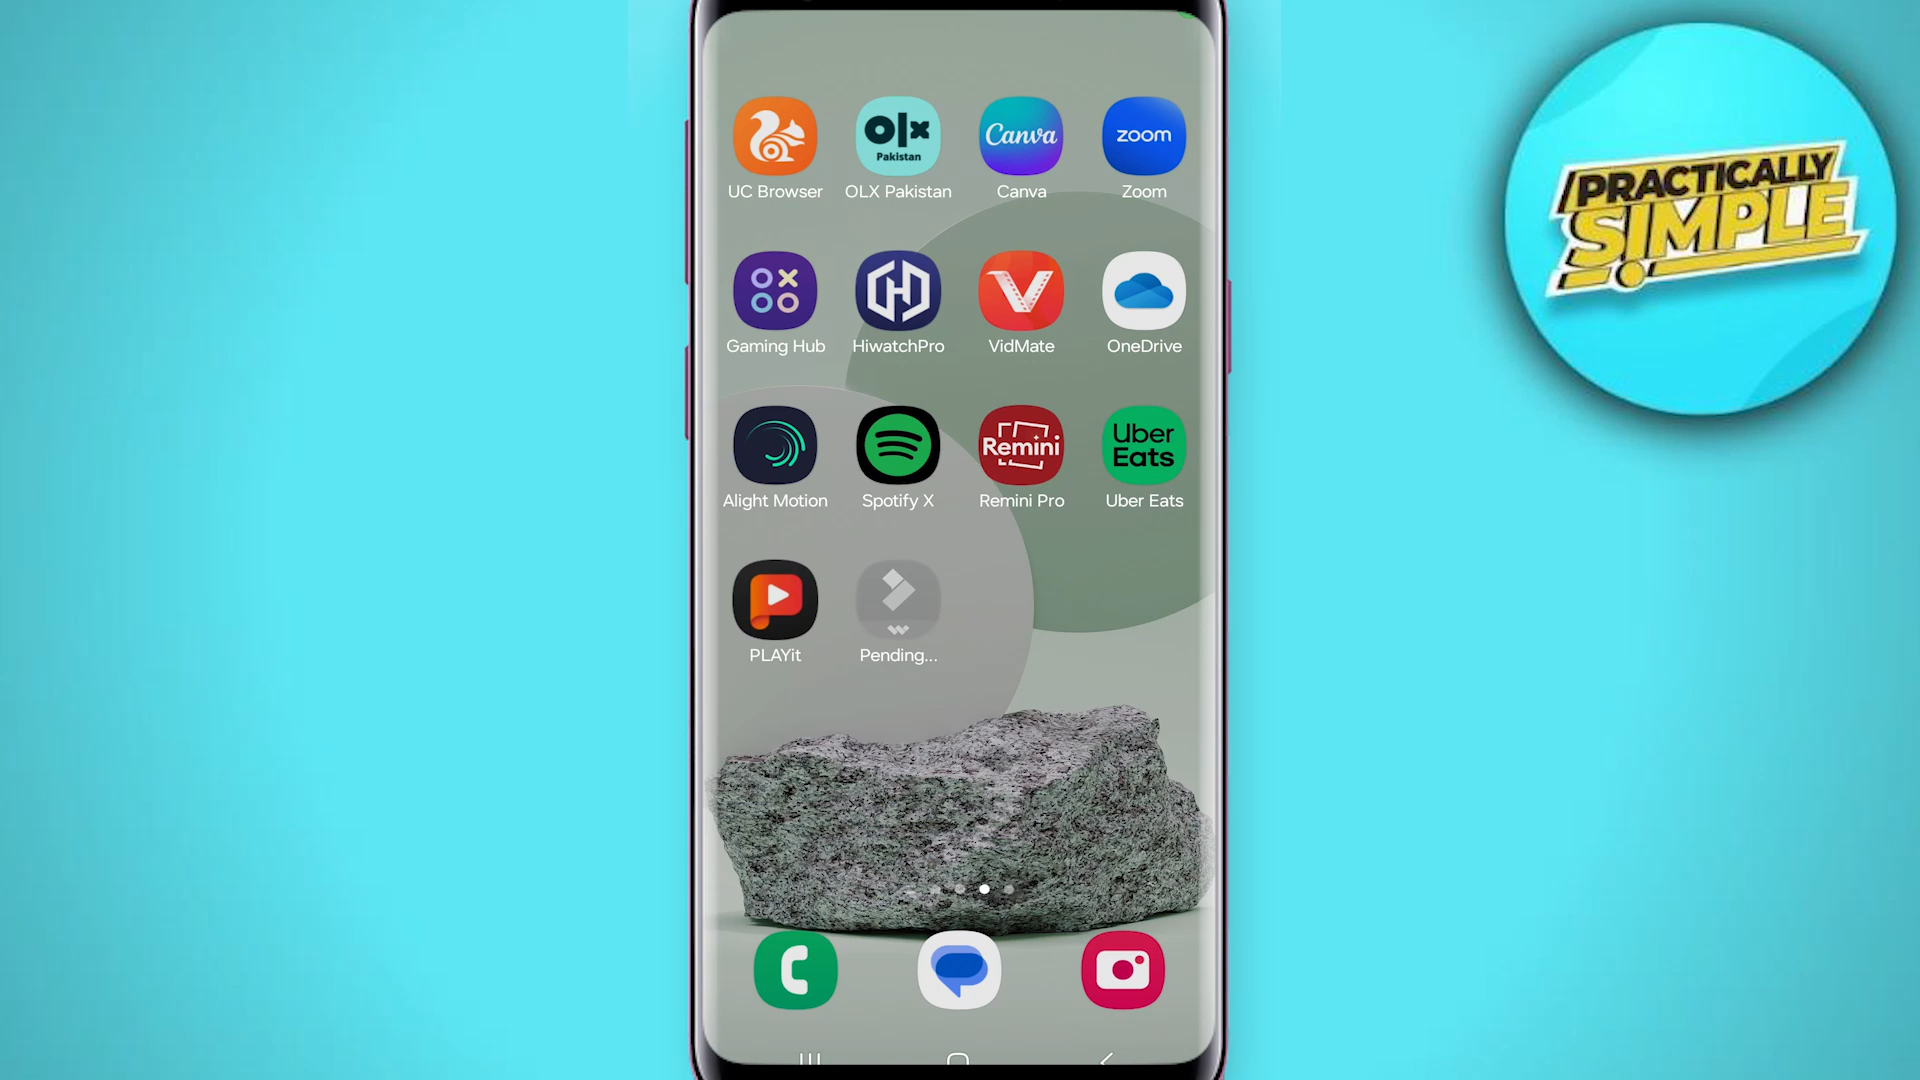 PRACTICALLY
SIMPLE
OLX
Pakistan
Canva
zoom
UC Browser
OLX Pakistan
Canva
Zoom
Gaming Hub
HiwatchPro
VidMate
OneDrive
Remini
Uber
Eats
Alight Motion
Spotify X
Remini Pro
Uber Eats
PLAYit
Pending...